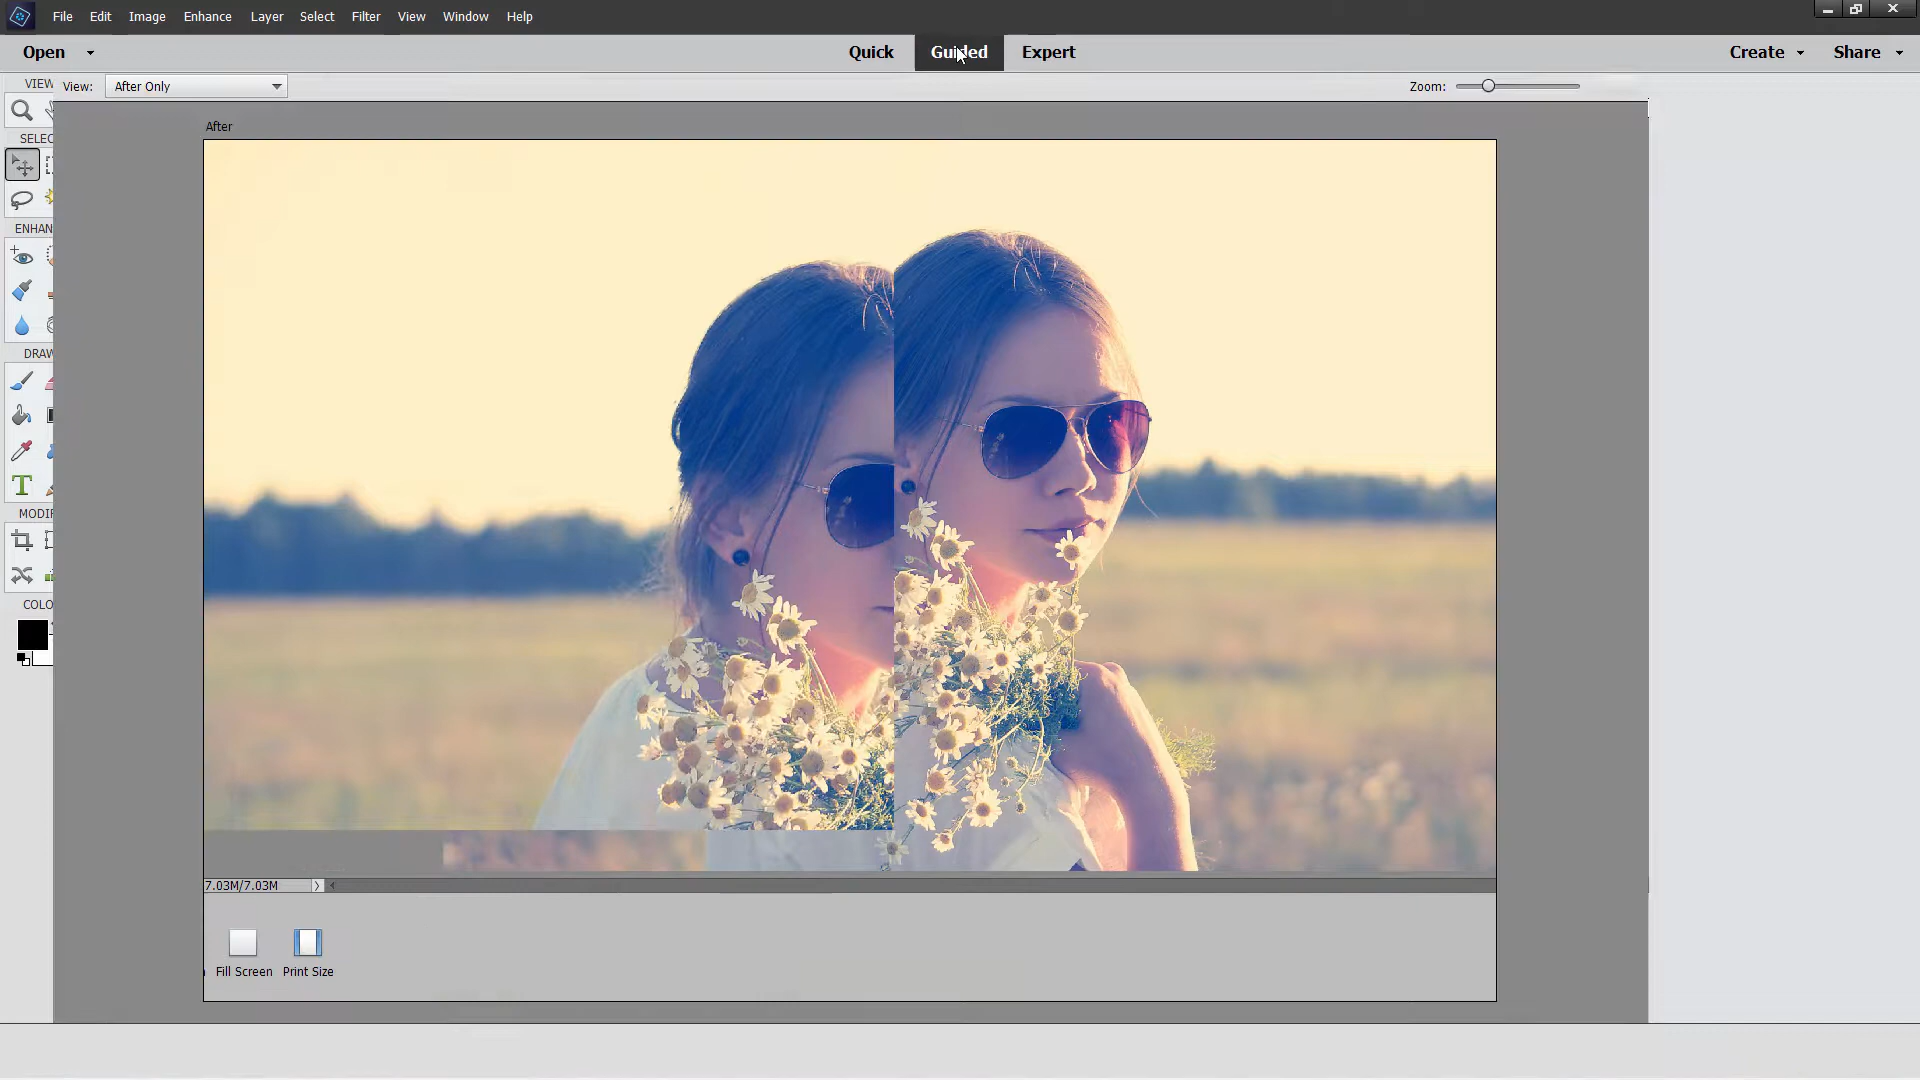 File Edit Image Enhance Layer Select Filter View Window Help
Open Quick Guided Expert Create Share
VIEW View: After Only Zoom:
After
SELEC
ENHAN
DRAW
T
MODIF
COLO
7.03M/7.03M
Fill Screen Print Size